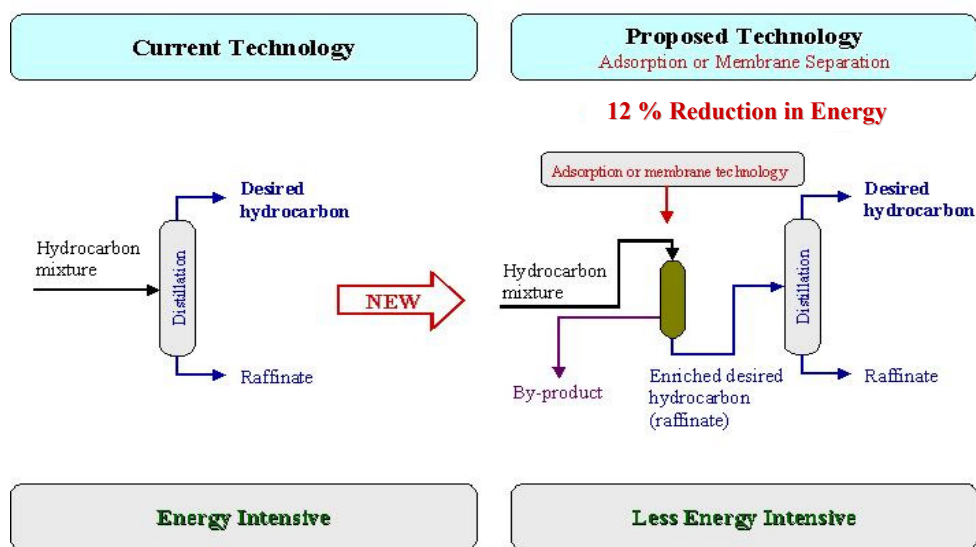 Current Technology
Proposed Technology
Adsorption or Membrane Separation
12 % Reduction in Energy
Desired
hydrocarbon
Hydrocarbon
mixture
Distillation
Raffinate
NEW
Adsorption or membrane technology
Hydrocarbon
mixture
By-product
Enriched desired
hydrocarbon
(raffinate)
Desired
hydrocarbon
Distillation
Raffinate
Energy Intensive
Less Energy Intensive